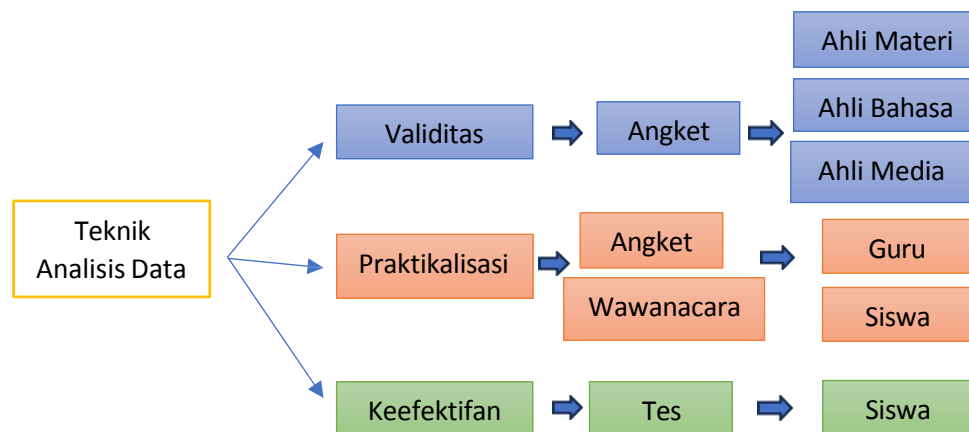 Teknik
Analisis Data
Validitas
Angket
Ahli Materi
Ahli Bahasa
Ahli Media
Praktikalisasi
Angket
Wawanacara
Guru
Siswa
Keefektifan
Tes
Siswa